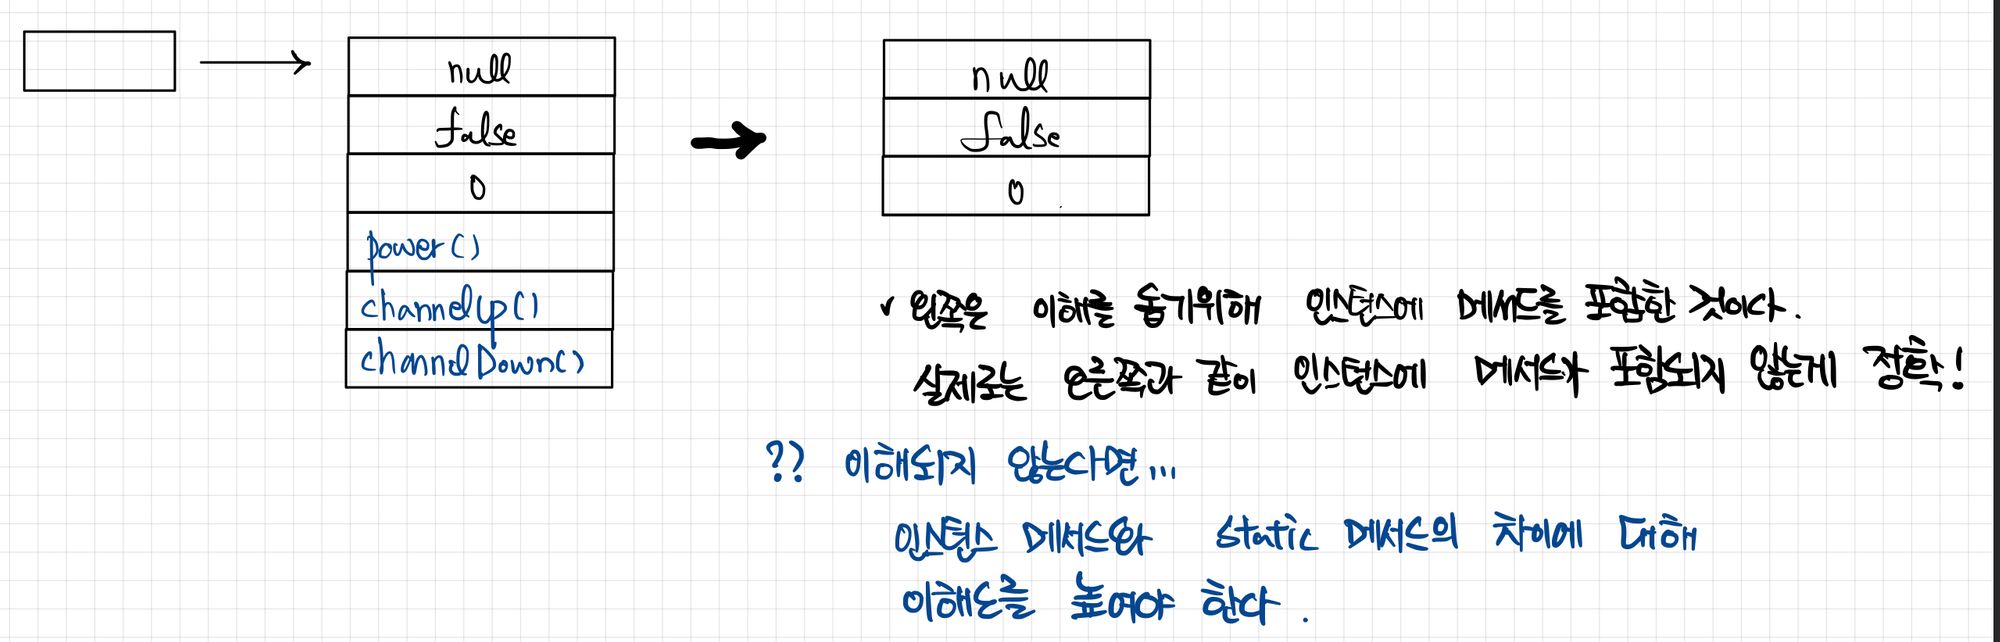 null
false
0
power()
channelUp()
channelDown()
null
false
0
✓ 왼쪽은 이해를 돕기위해 인스턴스에 메서드를 포함한 것이다.
실제로는 오른쪽과 같이 인스턴스에 메서드가 포함되지 않는게 정확!
?? 이해되지 않는다면...
인스턴스 메서드와 static 메서드의 차이에 대해
이해도를 높여야 한다.